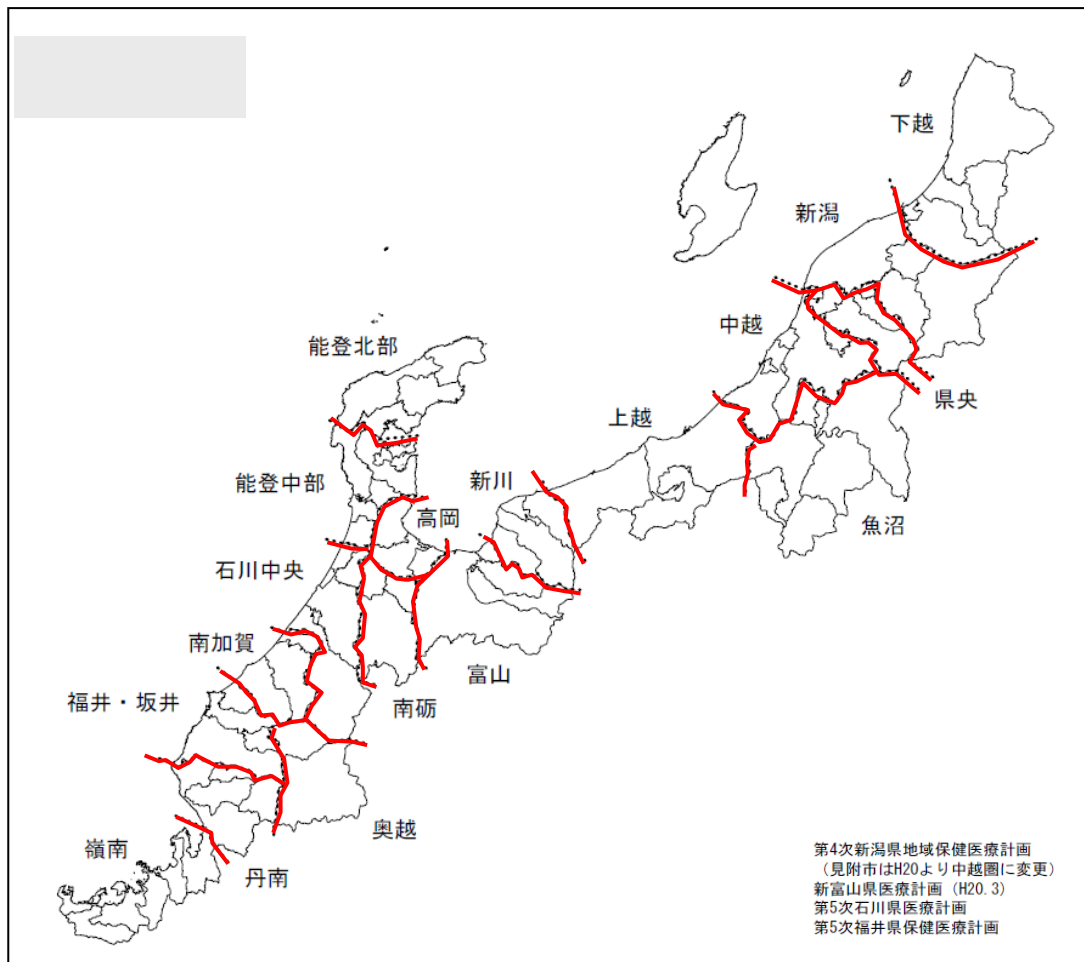 下越
新潟
中越
能登北部
県央
上越
新川
能登中部
高岡
魚沼
石川中央
南加賀
富山
福井・坂井
南砺
奥越
嶺南
丹南
第4次新潟県地域保健医療計画
(見附市はH20より中越圏に変更)
新富山県医療計画(H20.3)
第5次石川県医療計画
第5次福井県保健医療計画